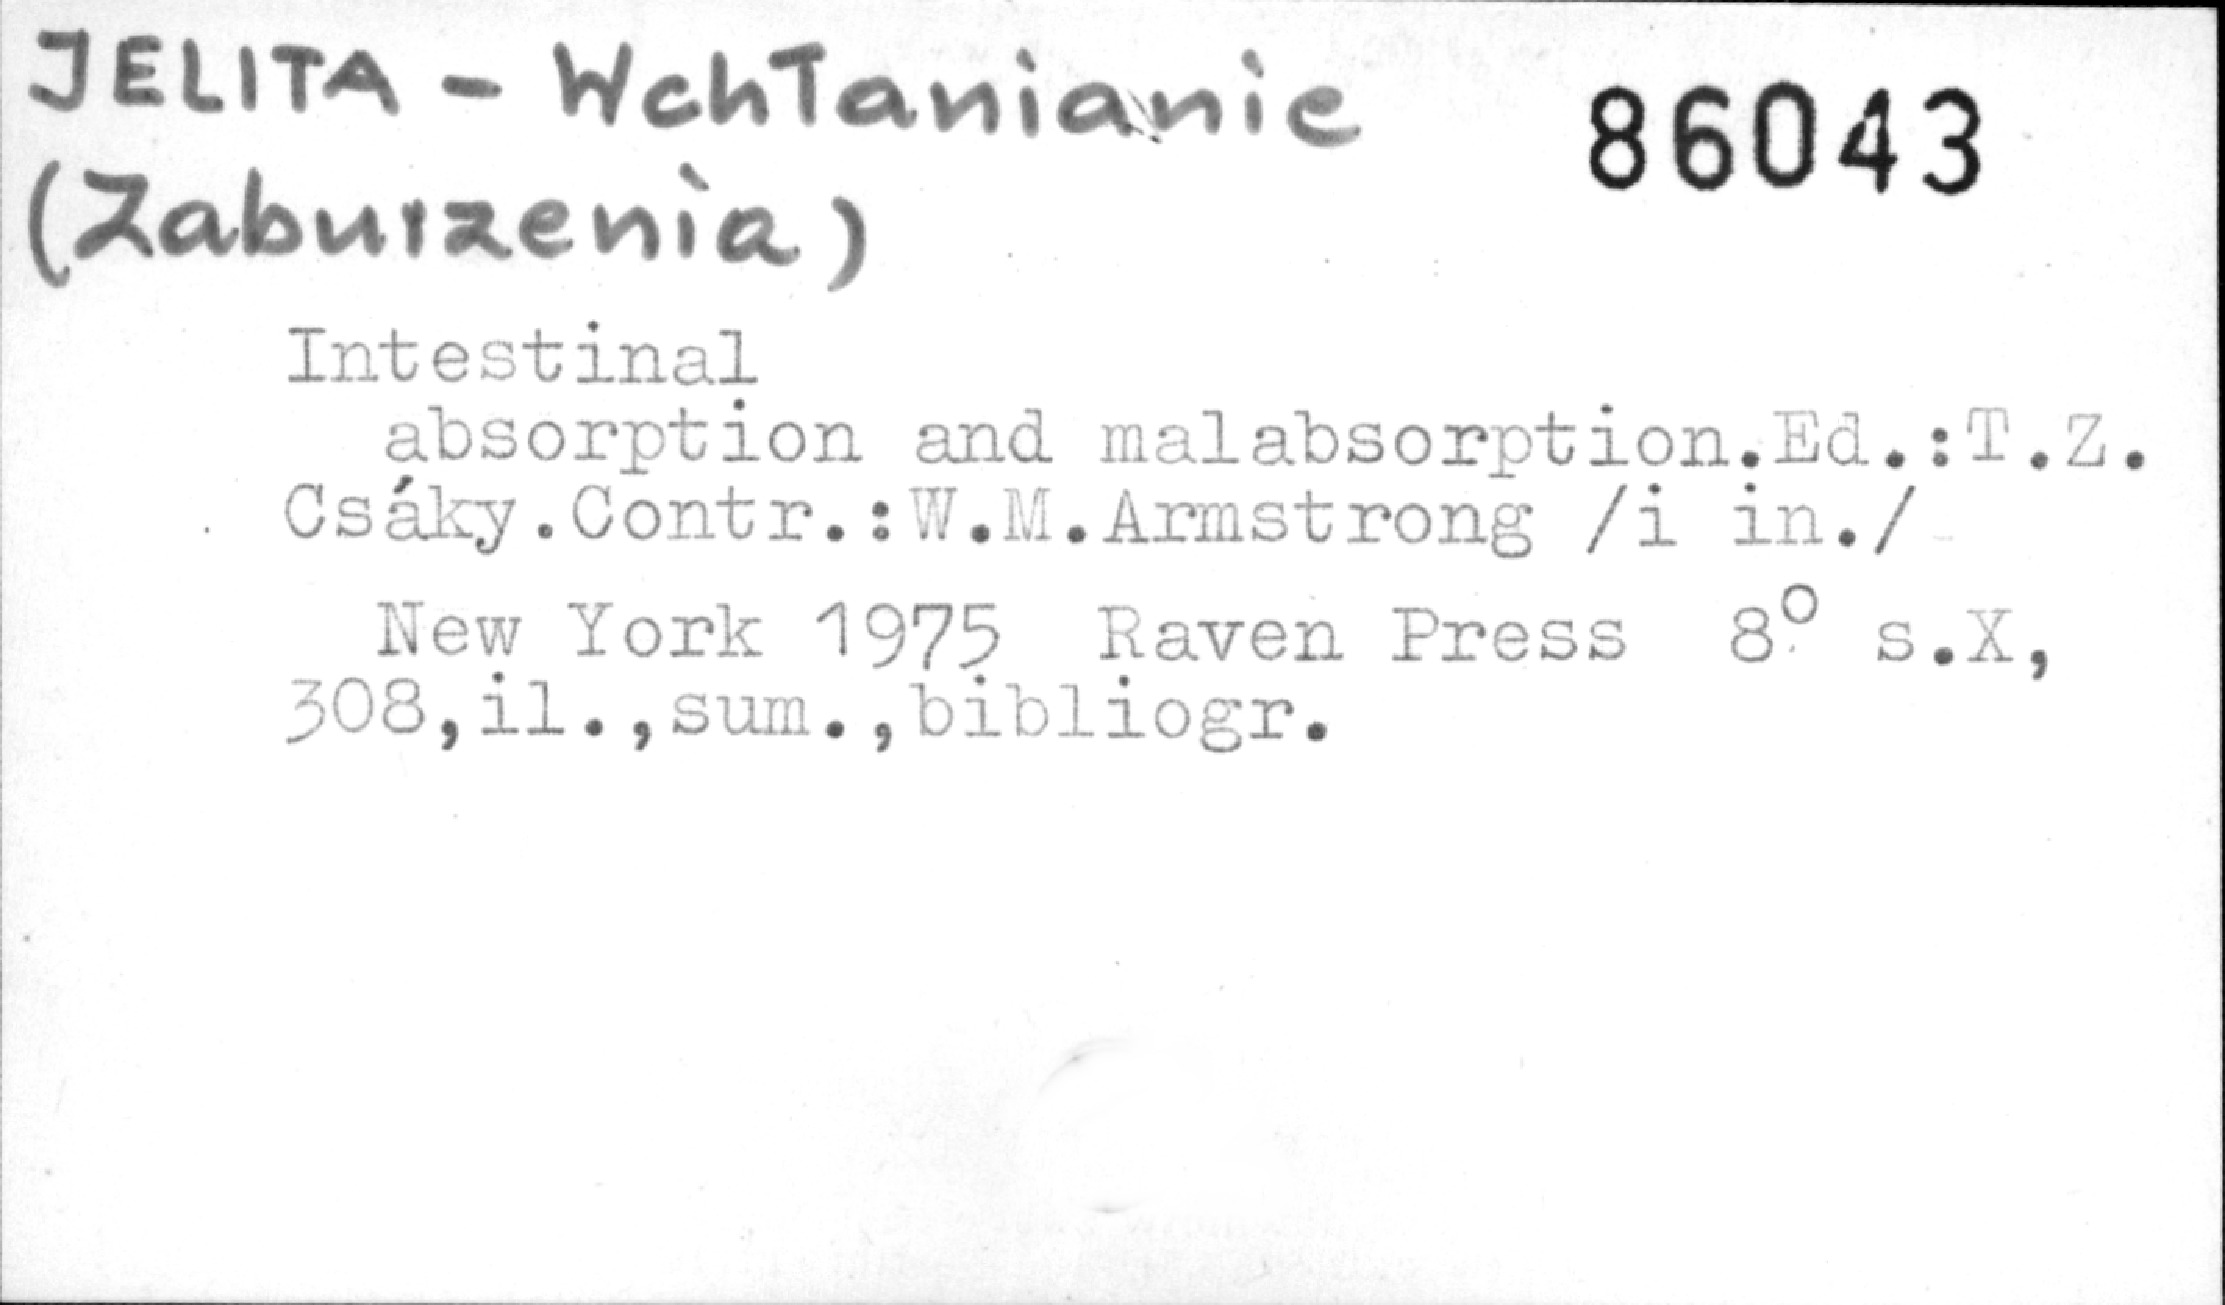 JELITA - Wchłanianie
86043
(Zaburzenia)
Intestinal
absorption and malabsorption.Ed.:T.Z.
Csáky.Contr.:W.M.Armstrong /i in./
New York 1975 Raven Press 8° s.X,
308,il.,sum.,bibliogr.